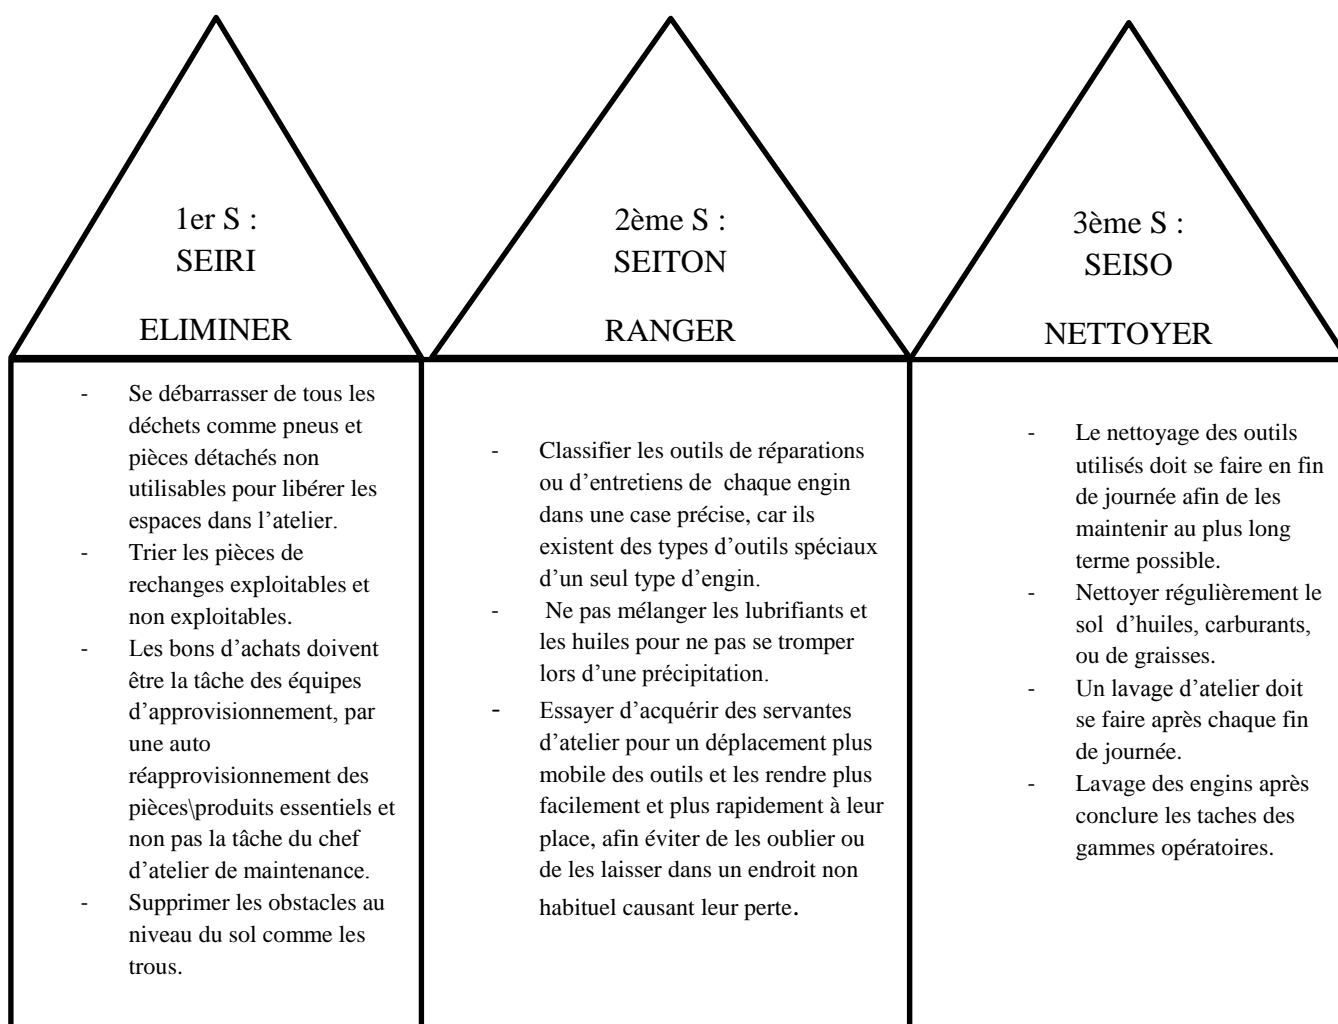 1er S :
SEIRI
ELIMINER
- Se débarrasser de tous les
déchets comme pneus et
pièces détachés non
utilisables pour libérer les
espaces dans l’atelier.
- Trier les pièces de
rechanges exploitables et
non exploitables.
- Les bons d’achats doivent
être la tâche des équipes
d’approvisionnement, par
une auto
réapprovisionnement des
pièces\produits essentiels et
non pas la tâche du chef
d’atelier de maintenance.
- Supprimer les obstacles au
niveau du sol comme les
trous.
2ème S :
SEITON
RANGER
- Classifier les outils de réparations
ou d’entretiens de chaque engin
dans une case précise, car ils
existent des types d’outils spéciaux
d’un seul type d’engin.
- Ne pas mélanger les lubrifiants et
les huiles pour ne pas se tromper
lors d’une précipitation.
- Essayer d’acquérir des servantes
d’atelier pour un déplacement plus
mobile des outils et les rendre plus
facilement et plus rapidement à leur
place, afin éviter de les oublier ou
de les laisser dans un endroit non
habituel causant leur perte.
3ème S :
SEISO
NETTOYER
- Le nettoyage des outils
utilisés doit se faire en fin
de journée afin de les
maintenir au plus long
terme possible.
- Nettoyer régulièrement le
sol d’huiles, carburants,
ou de graisses.
- Un lavage d’atelier doit
se faire après chaque fin
de journée.
- Lavage des engins après
conclure les taches des
gammes opératoires.